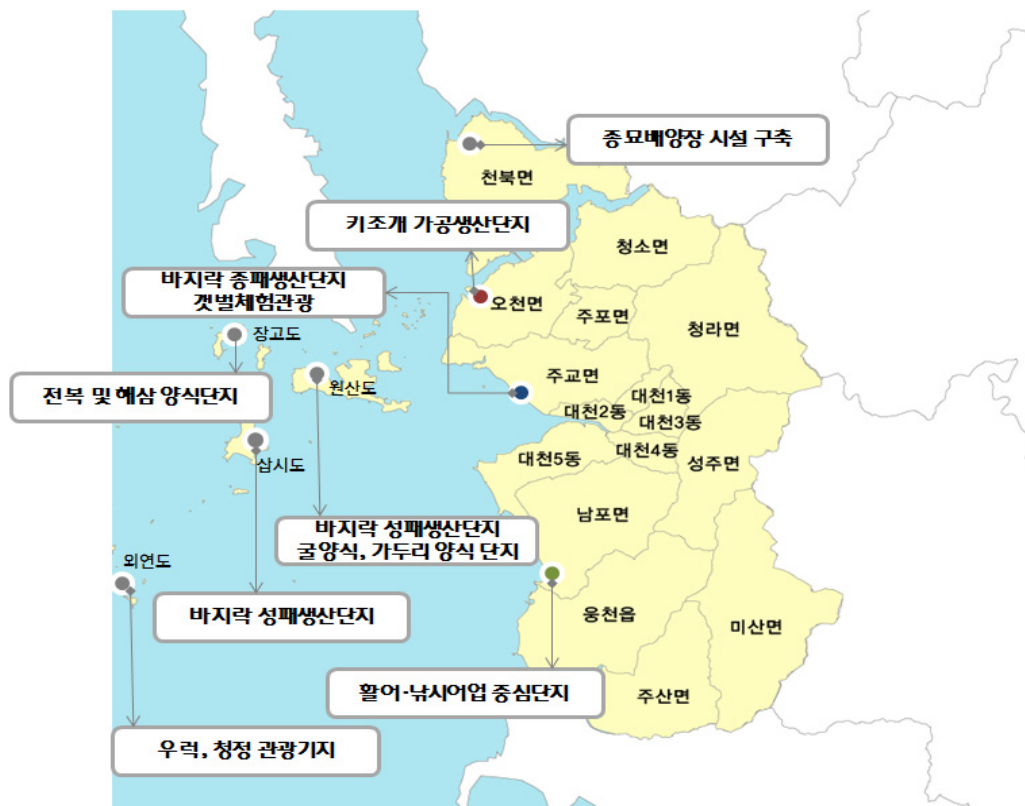 종묘배양장 시설 구축
천북면
키조개 가공생산단지
청소면
바지락 종패생산단지
갯벌체험관광
오천면
주포면
청라면
장고도
주교면
원산도
전복 및 해삼 양식단지
대천1동
대천2동
대천3동
대천4동
대천5동
성주면
삽시도
남포면
바지락 성패생산단지
굴양식, 가두리 양식 단지
외연도
바지락 성패생산단지
웅천읍
미산면
활어·낚시어업 중심단지
주산면
우럭, 청정 관광기지